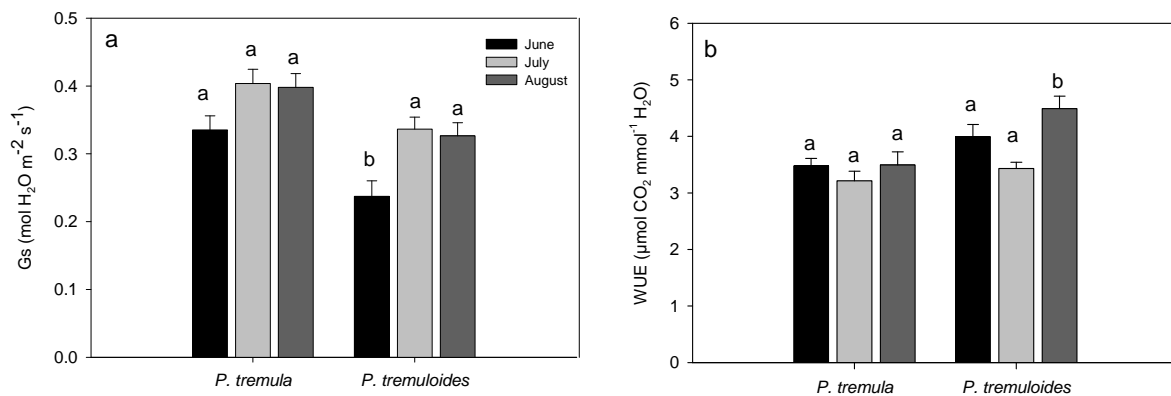 a
Gs (mol H₂O m⁻² s⁻¹)
0.5
0.4
0.3
0.2
0.1
0.0
a
a
a
b
a
a
June
July
August
P. tremula
P. tremuloides
b
WUE (µmol CO₂ mmol⁻¹ H₂O)
6
5
4
3
2
1
0
a
a
a
a
a
b
P. tremula
P. tremuloides